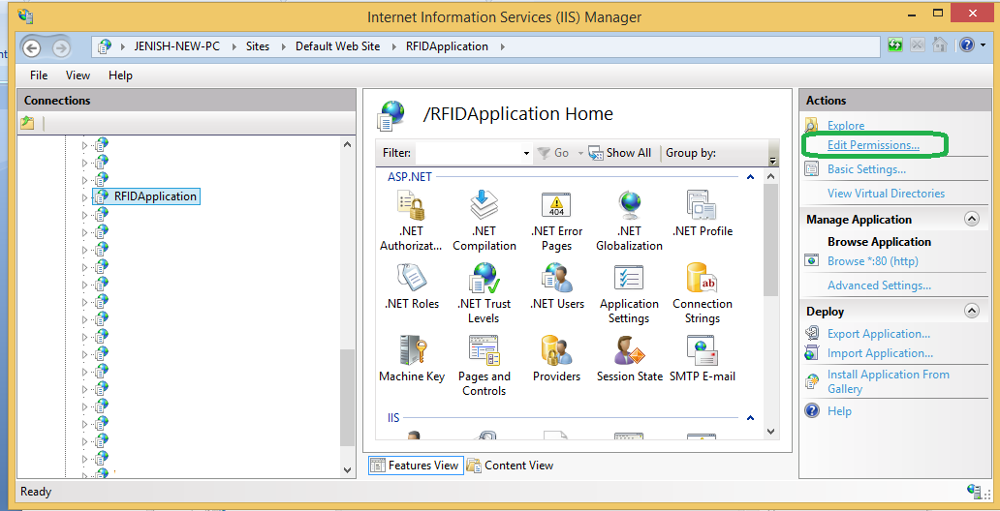 Internet Information Services (IIS) Manager
JENISH-NEW-PC
Sites
Default Web Site
RFIDApplication
File
View
Help
Connections
RFIDApplication
/RFIDApplication Home
Filter:
Go
Show All
Group by:
ASP.NET
.NET
Authorizat...
.NET
Compilation
.NET Error
Pages
.NET
Globalization
.NET Profile
.NET Roles
.NET Trust
Levels
.NET Users
Application
Settings
Connection
Strings
Machine Key
Pages and
Controls
Providers
Session State
SMTP E-mail
IIS
Features View
Content View
Actions
Explore
Edit Permissions...
Basic Settings...
View Virtual Directories
Manage Application
Browse Application
Browse *:80 (http)
Advanced Settings...
Deploy
Export Application...
Import Application...
Install Application From
Gallery
Help
Ready